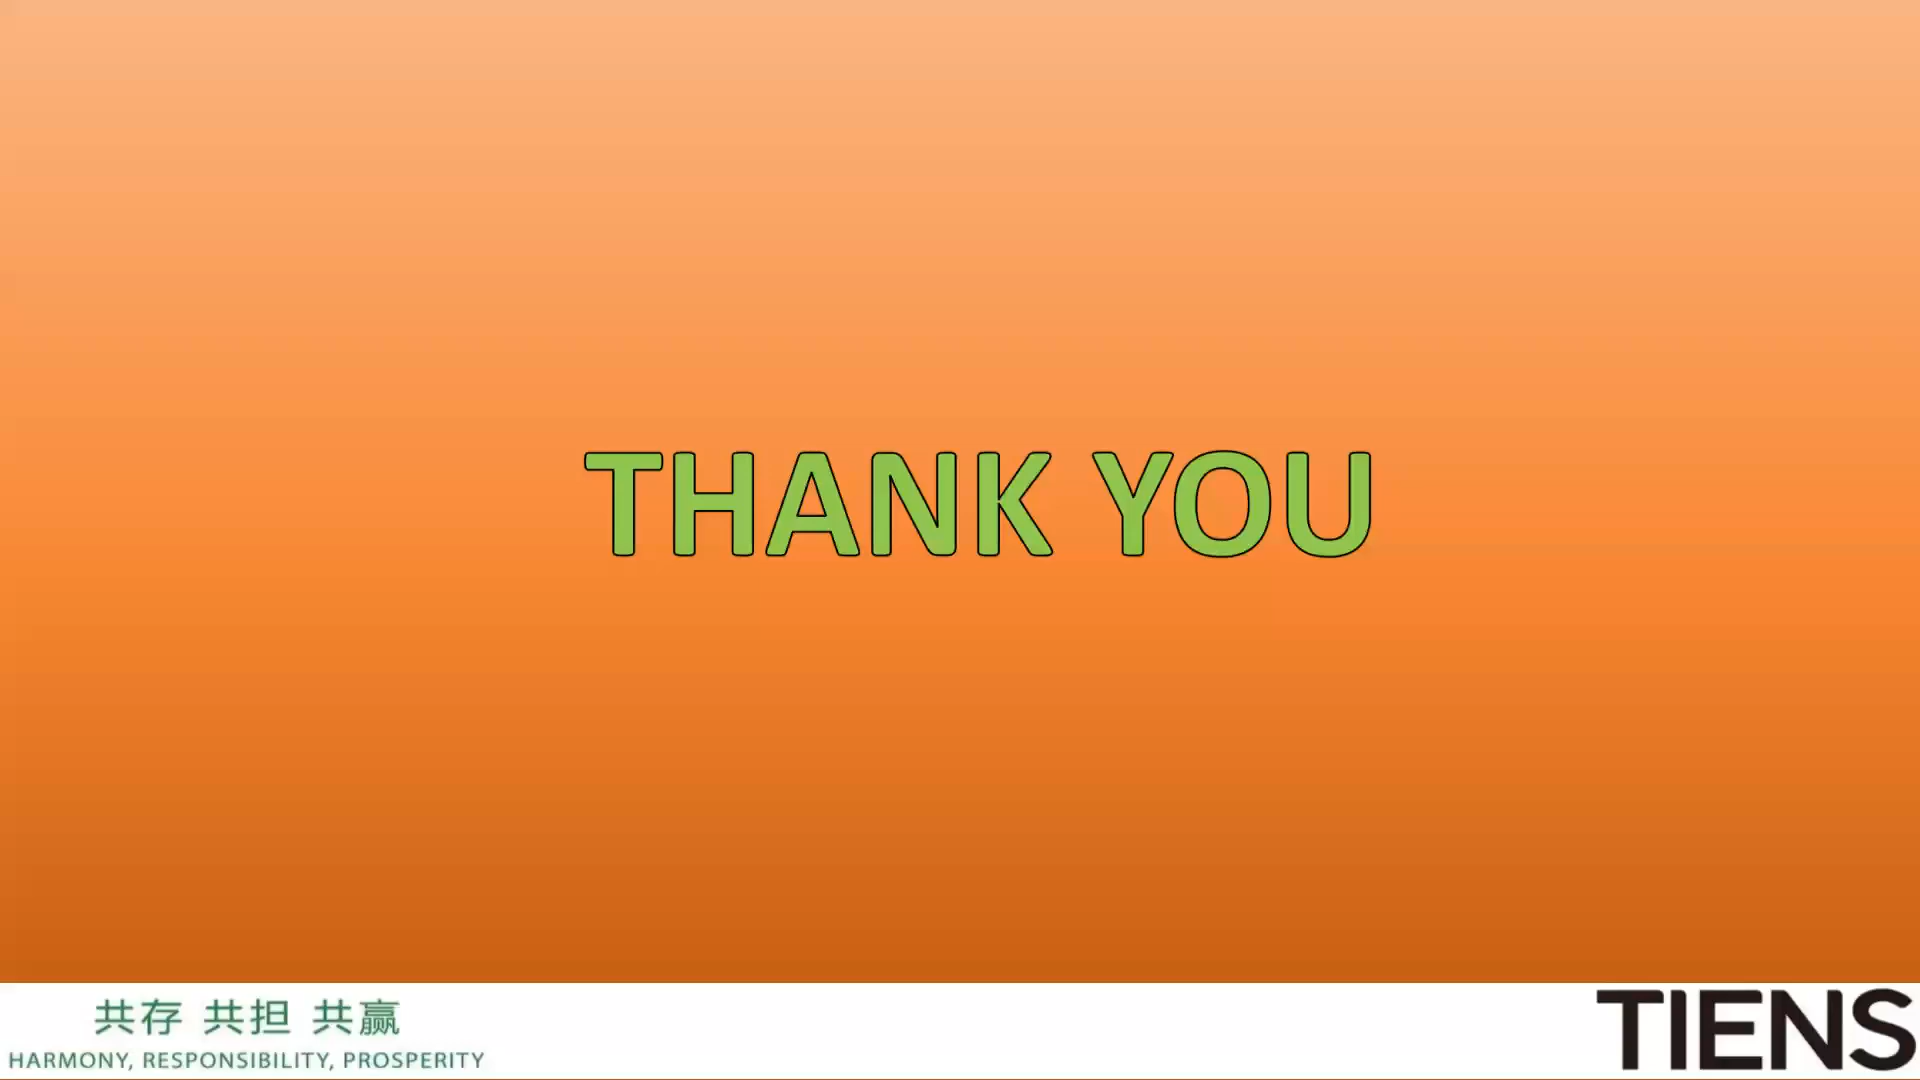 THANK YOU
共存 共担 共赢
HARMONY, RESPONSIBILITY, PROSPERITY
TIENS